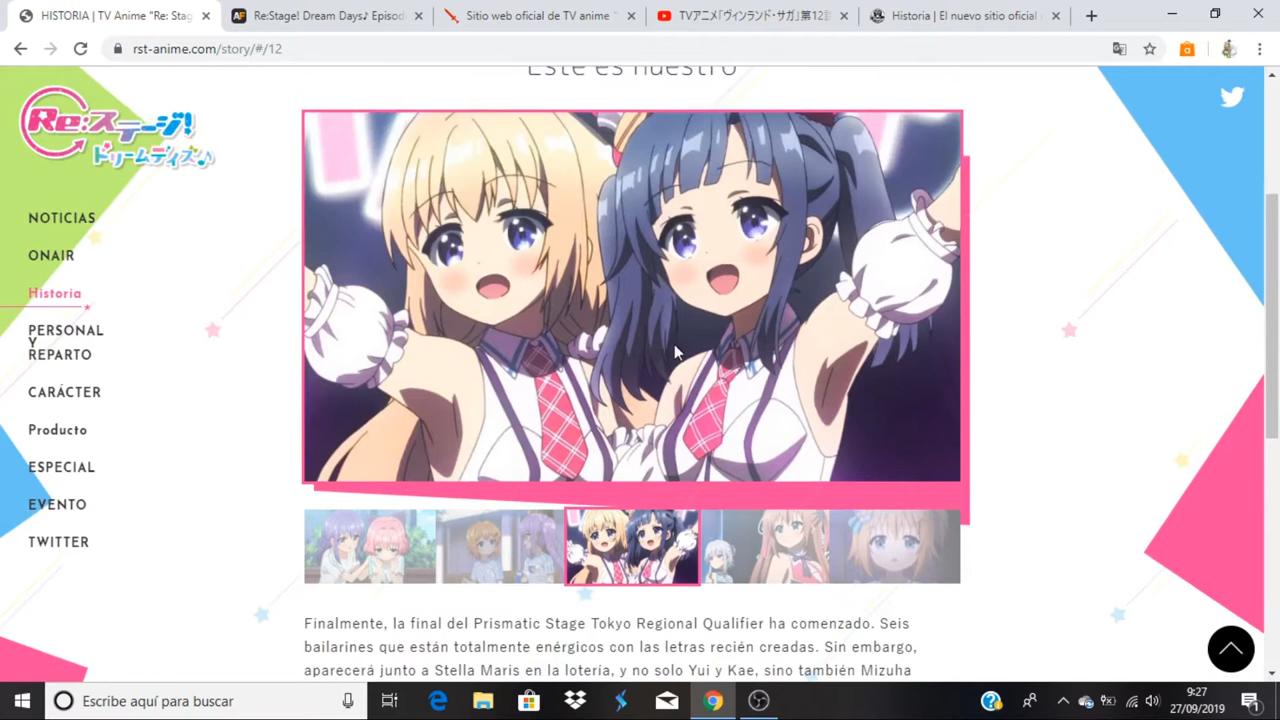 HISTORIA | TV Anime "Re: Stag
Re:Stage! Dream Days♪ Episod
Sitio web oficial de TV anime "
TVアニメ「ヴィンランド・サガ」第12話
Historia | El nuevo sitio oficial
rst-anime.com/story/#/12
Este es nuestro
Re:ステージ!
ドリームデイズ♪
NOTICIAS
ONAIR
Historia
PERSONAL
Y
REPARTO
CARÁCTER
Producto
ESPECIAL
EVENTO
TWITTER
Finalmente, la final del Prismatic Stage Tokyo Regional Qualifier ha comenzado. Seis
bailarines que están totalmente enérgicos con las letras recién creadas. Sin embargo,
aparecerá junto a Stella Maris en la lotería, y no solo Yui y Kae, sino también Mizuha
Escribe aquí para buscar
9:27
27/09/2019